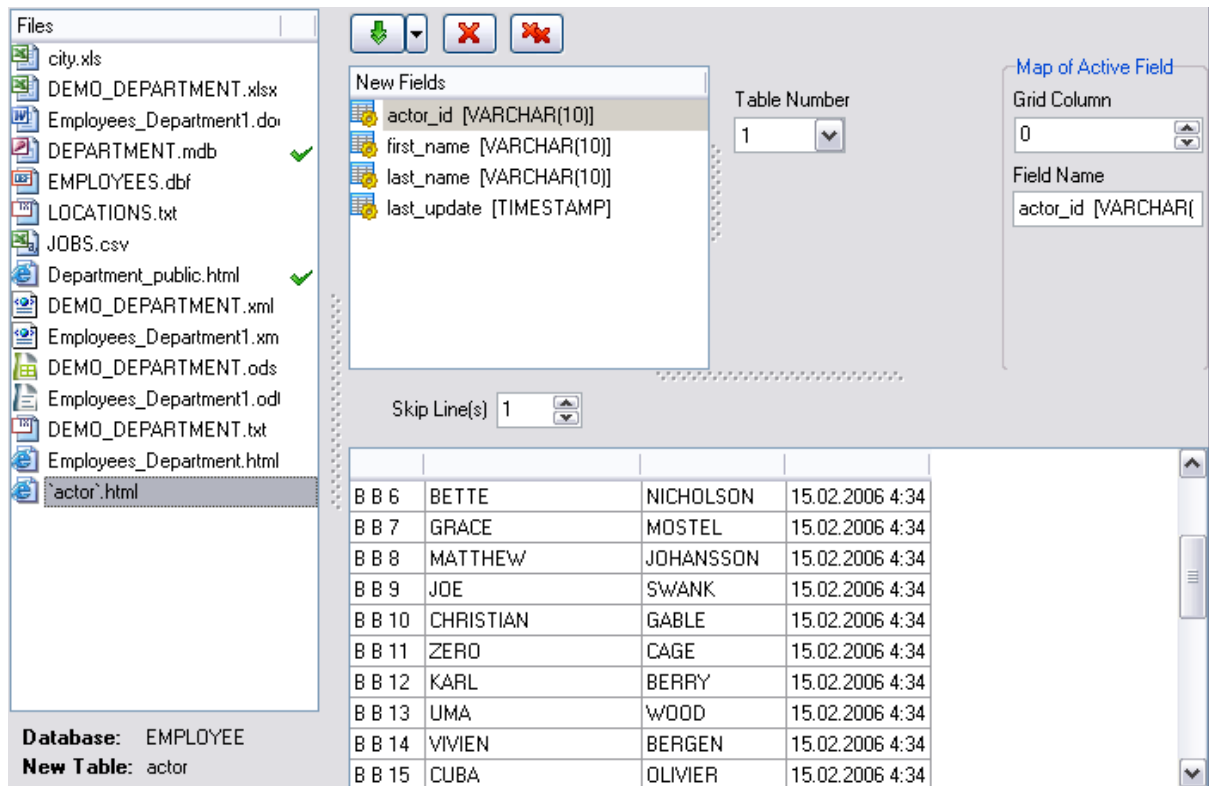 Files
city.xls
DEMO_DEPARTMENT.xlsx
Employees_Department1.do
DEPARTMENT.mdb
EMPLOYEES.dbf
LOCATIONS.txt
JOBS.csv
Department_public.html
DEMO_DEPARTMENT.xml
Employees_Department1.xm
DEMO_DEPARTMENT.ods
Employees_Department1.od
DEMO_DEPARTMENT.txt
Employees_Department.html
`actor`.html
Database: EMPLOYEE
New Table: actor
New Fields
actor_id [VARCHAR(10)]
first_name [VARCHAR(10)]
last_name [VARCHAR(10)]
last_update [TIMESTAMP]
Table Number
1
Map of Active Field
Grid Column
0
Field Name
actor_id [VARCHAR(
Skip Line(s) 1
B B 6 BETTE NICHOLSON 15.02.2006 4:34
B B 7 GRACE MOSTEL 15.02.2006 4:34
B B 8 MATTHEW JOHANSSON 15.02.2006 4:34
B B 9 JOE SWANK 15.02.2006 4:34
B B 10 CHRISTIAN GABLE 15.02.2006 4:34
B B 11 ZERO CAGE 15.02.2006 4:34
B B 12 KARL BERRY 15.02.2006 4:34
B B 13 UMA WOOD 15.02.2006 4:34
B B 14 VIVIEN BERGEN 15.02.2006 4:34
B B 15 CUBA OLIVIER 15.02.2006 4:34